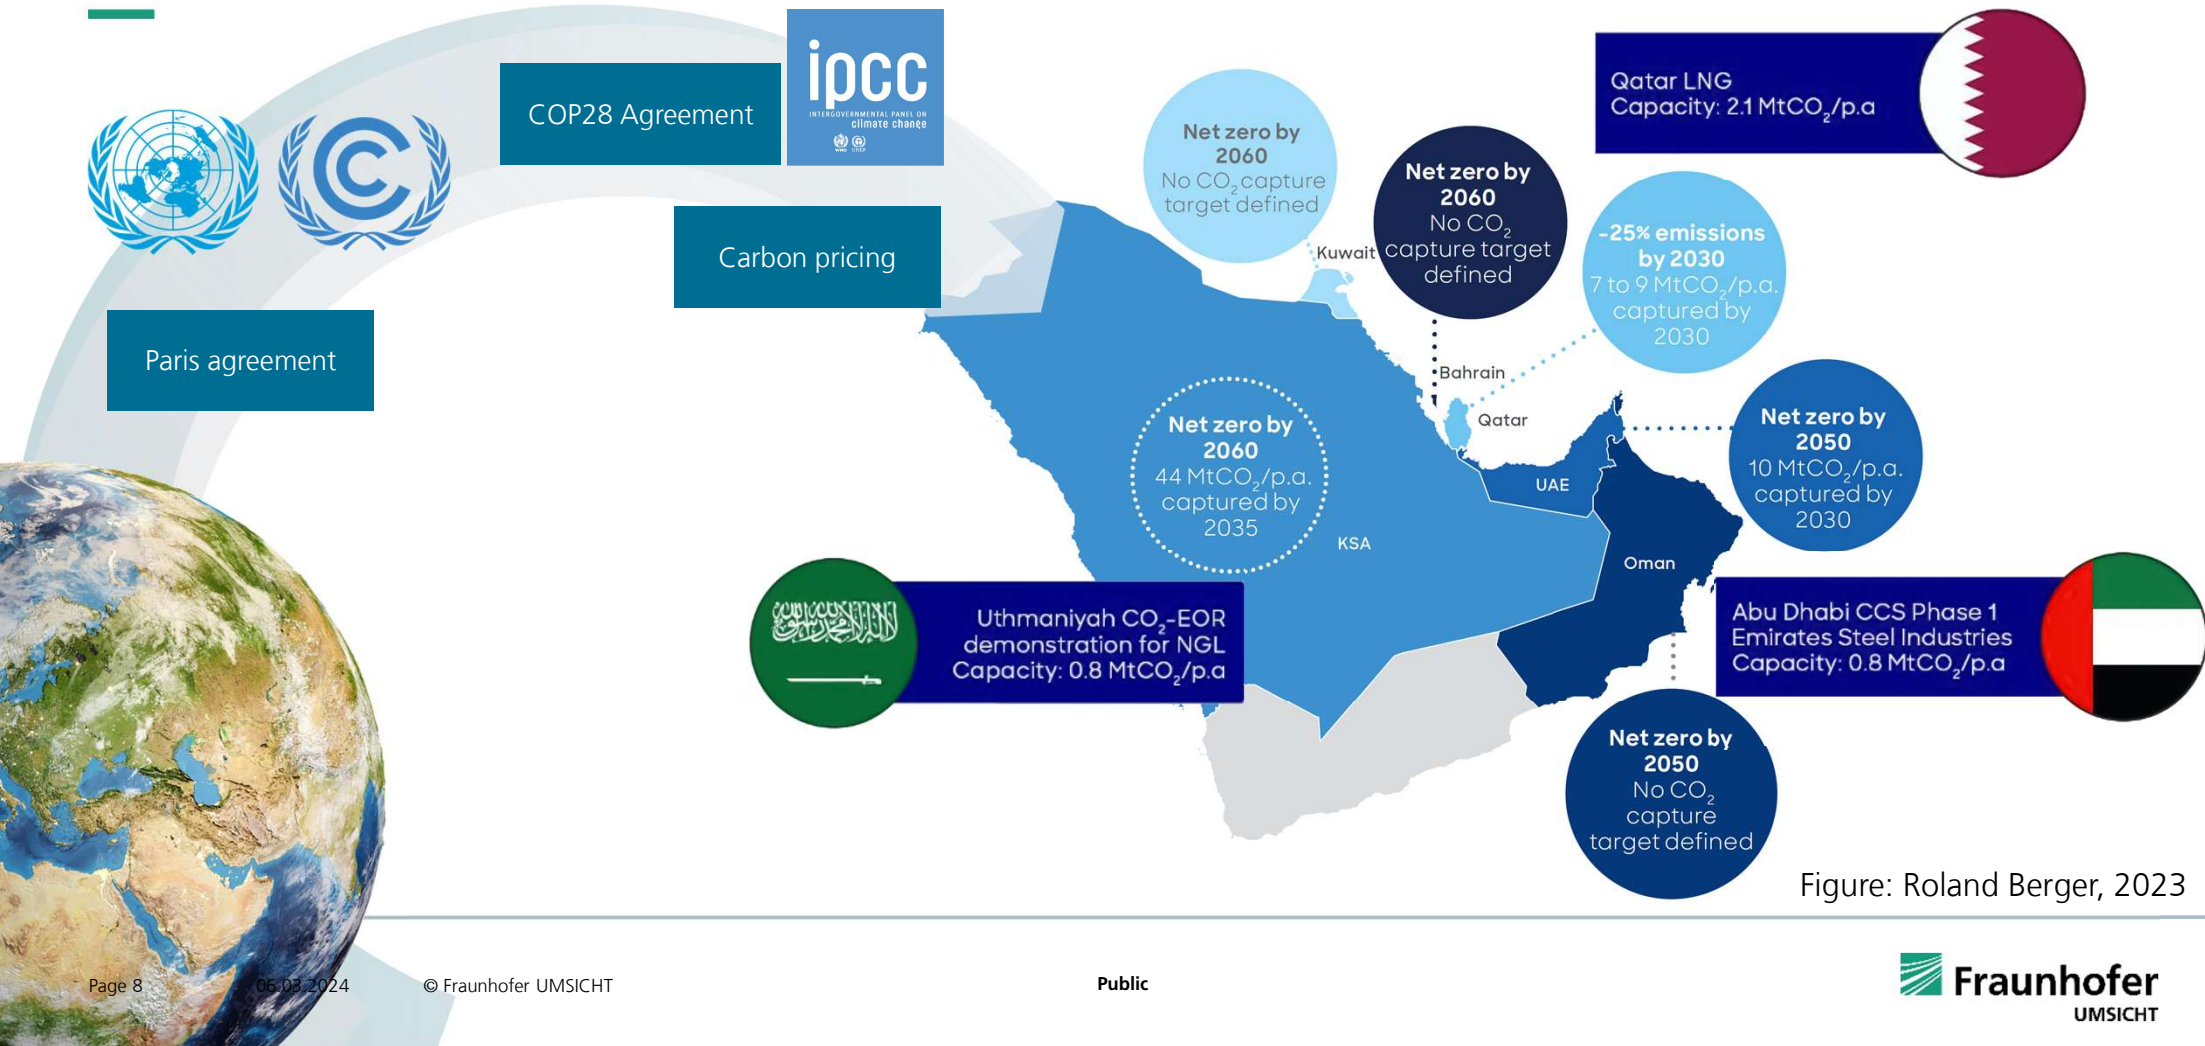 COP28 Agreement
ipcc
INTERGOVERNMENTAL PANEL ON
climate change
WMO UNEP
Carbon pricing
Paris agreement
Net zero by
2060
No CO₂ capture
target defined
Kuwait
Net zero by
2060
No CO₂
capture target
defined
Bahrain
Qatar LNG
Capacity: 2.1 MtCO₂/p.a
-25% emissions
by 2030
7 to 9 MtCO₂/p.a.
captured by
2030
Qatar
Net zero by
2060
44 MtCO₂/p.a.
captured by
2035
KSA
UAE
Net zero by
2050
10 MtCO₂/p.a.
captured by
2030
Oman
Uthmaniyah CO₂-EOR
demonstration for NGL
Capacity: 0.8 MtCO₂/p.a
Abu Dhabi CCS Phase 1
Emirates Steel Industries
Capacity: 0.8 MtCO₂/p.a
Net zero by
2050
No CO₂
capture
target defined
Figure: Roland Berger, 2023
Page 8
06.03.2024
© Fraunhofer UMSICHT
Public
Fraunhofer
UMSICHT